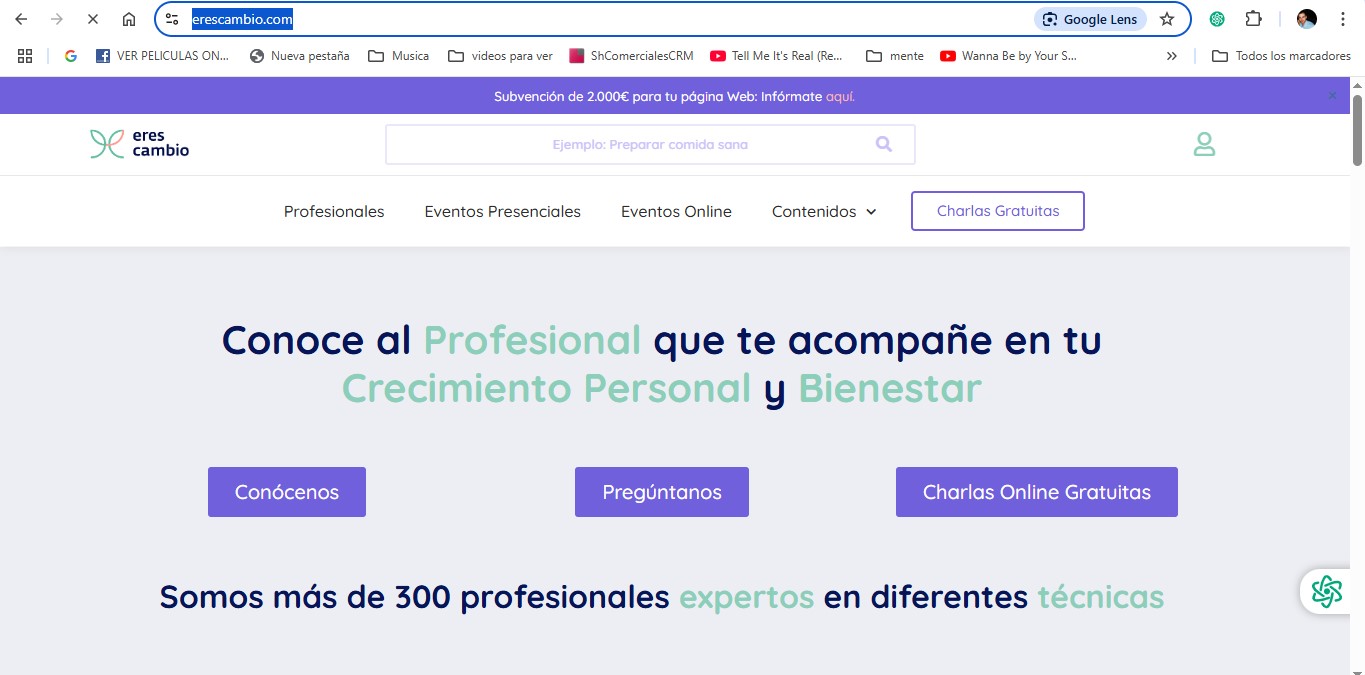 erescambio.com
Google Lens
VER PELICULAS ON...
Nueva pestaña
Musica
videos para ver
ShComercialesCRM
Tell Me It's Real (Re...
mente
Wanna Be by Your S...
»
Todos los marcadores
Subvención de 2.000€ para tu página Web: Infórmate aquí.
×
eres
cambio
Ejemplo: Preparar comida sana
Profesionales
Eventos Presenciales
Eventos Online
Contenidos
Charlas Gratuitas
Conoce al Profesional que te acompañe en tu
Crecimiento Personal y Bienestar
Conócenos
Pregúntanos
Charlas Online Gratuitas
Somos más de 300 profesionales expertos en diferentes técnicas